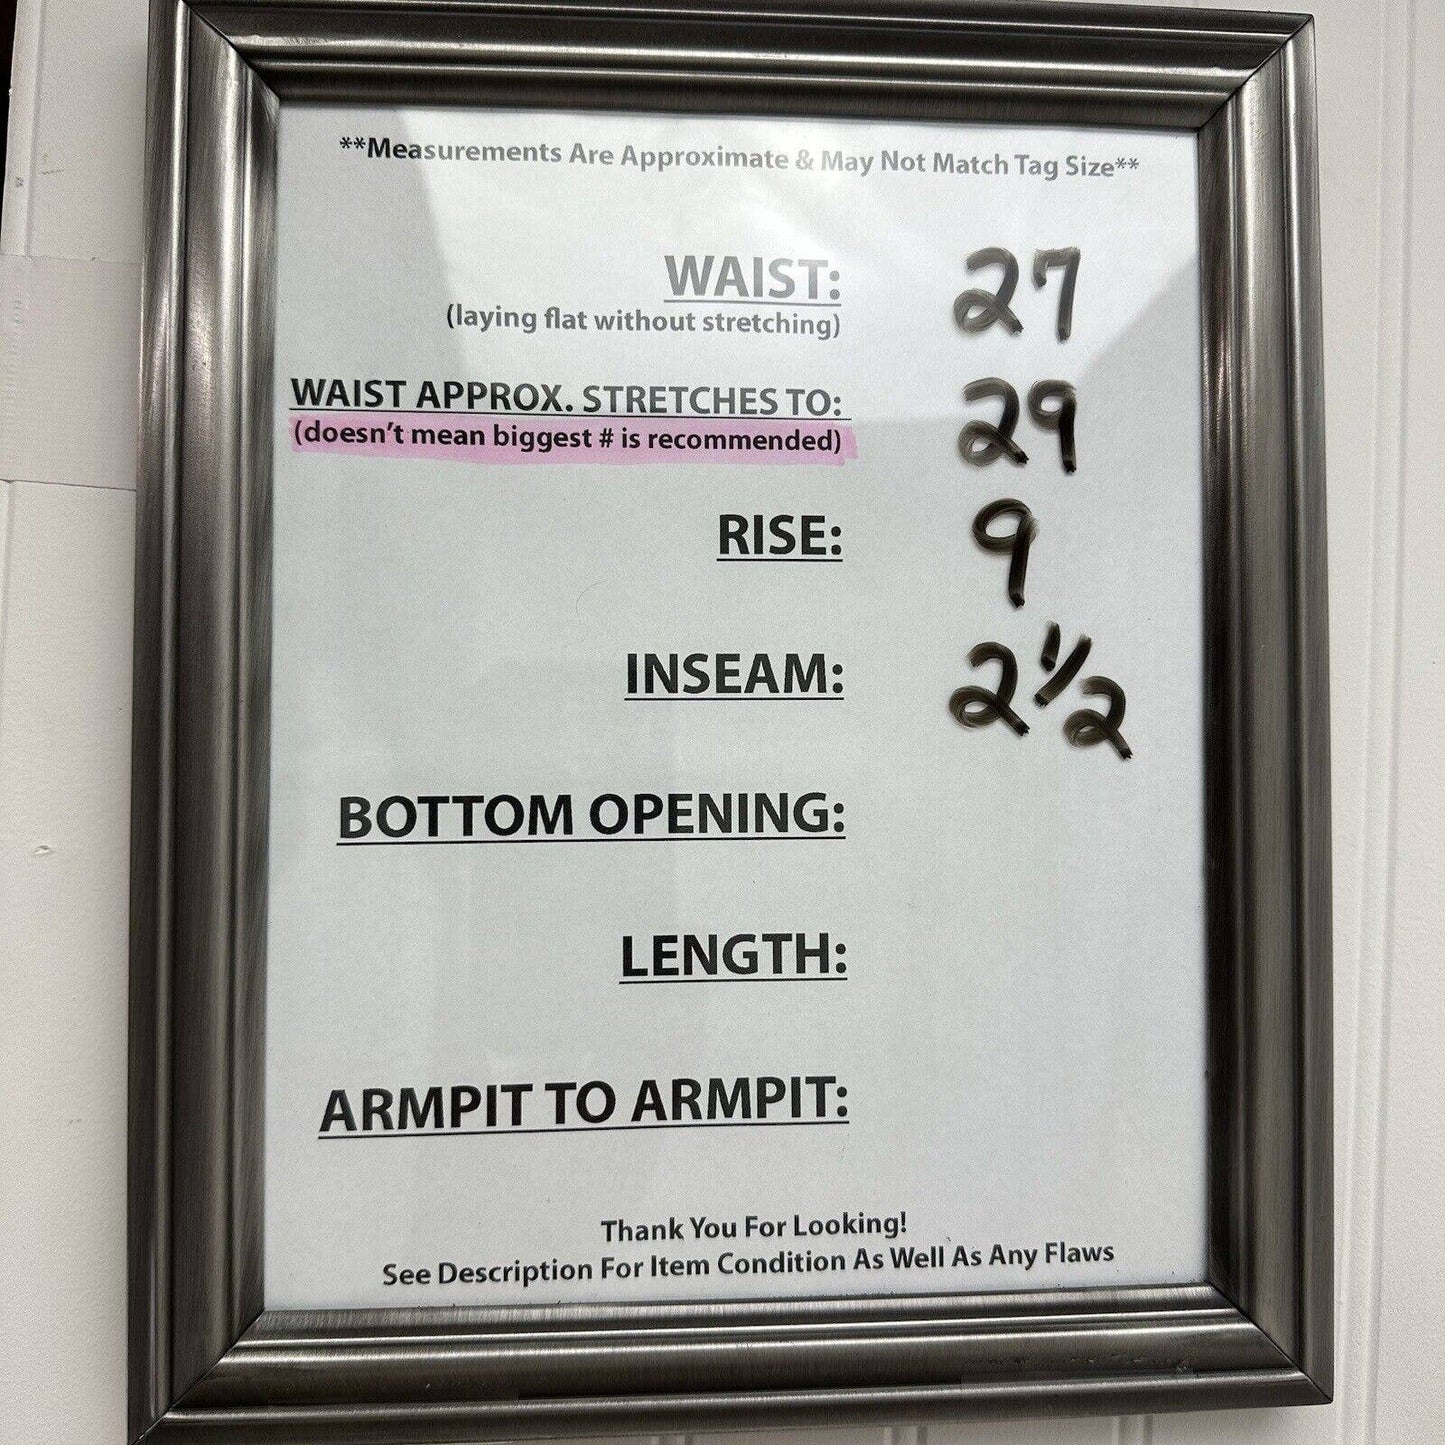 **Measurements Are Approximate & May Not Match Tag Size**
WAIST: 27
(laying flat without stretching)
WAIST APPROX. STRETCHES TO: 29
(doesn't mean biggest # is recommended)
RISE: 9
INSEAM: 2 1/2
BOTTOM OPENING:
LENGTH:
ARMPIT TO ARMPIT:
Thank You For Looking!
See Description For Item Condition As Well As Any Flaws